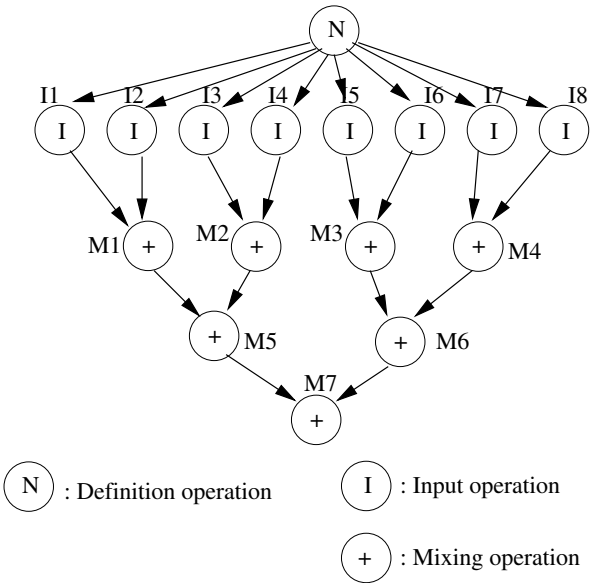 N
I1 I2 I3 I4 I5 I6 I7 I8
I I I I I I I I
M1 + M2 + M3 + + M4
+ M5 + M6
M7
+
N : Definition operation
I : Input operation
+ : Mixing operation